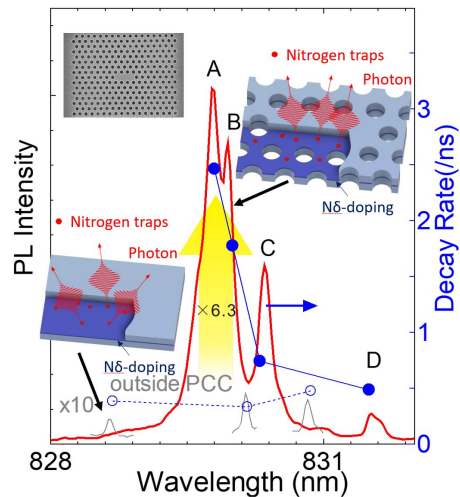 A
B
C
D
Nitrogen traps
Photon
Nδ-doping
Nitrogen traps
Photon
Nδ-doping
×6.3
outside PCC
x10
PL Intensity
Decay Rate(/ns)
3
2
1
0
828
831
Wavelength (nm)